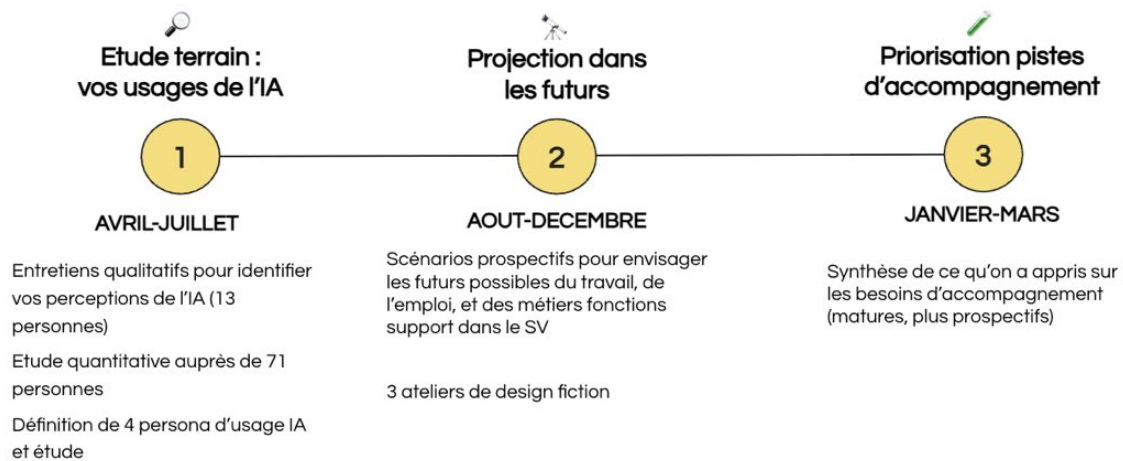 Etude terrain :
vos usages de l'IA
1
AVRIL-JUILLET
Entretiens qualitatifs pour identifier
vos perceptions de l'IA (13
personnes)
Etude quantitative auprès de 71
personnes
Définition de 4 persona d'usage IA
et étude
Projection dans
les futurs
2
AOUT-DECEMBRE
Scénarios prospectifs pour envisager
les futurs possibles du travail, de
l'emploi, et des métiers fonctions
support dans le SV
3 ateliers de design fiction
Priorisation pistes
d'accompagnement
3
JANVIER-MARS
Synthèse de ce qu'on a appris sur
les besoins d'accompagnement
(matures, plus prospectifs)